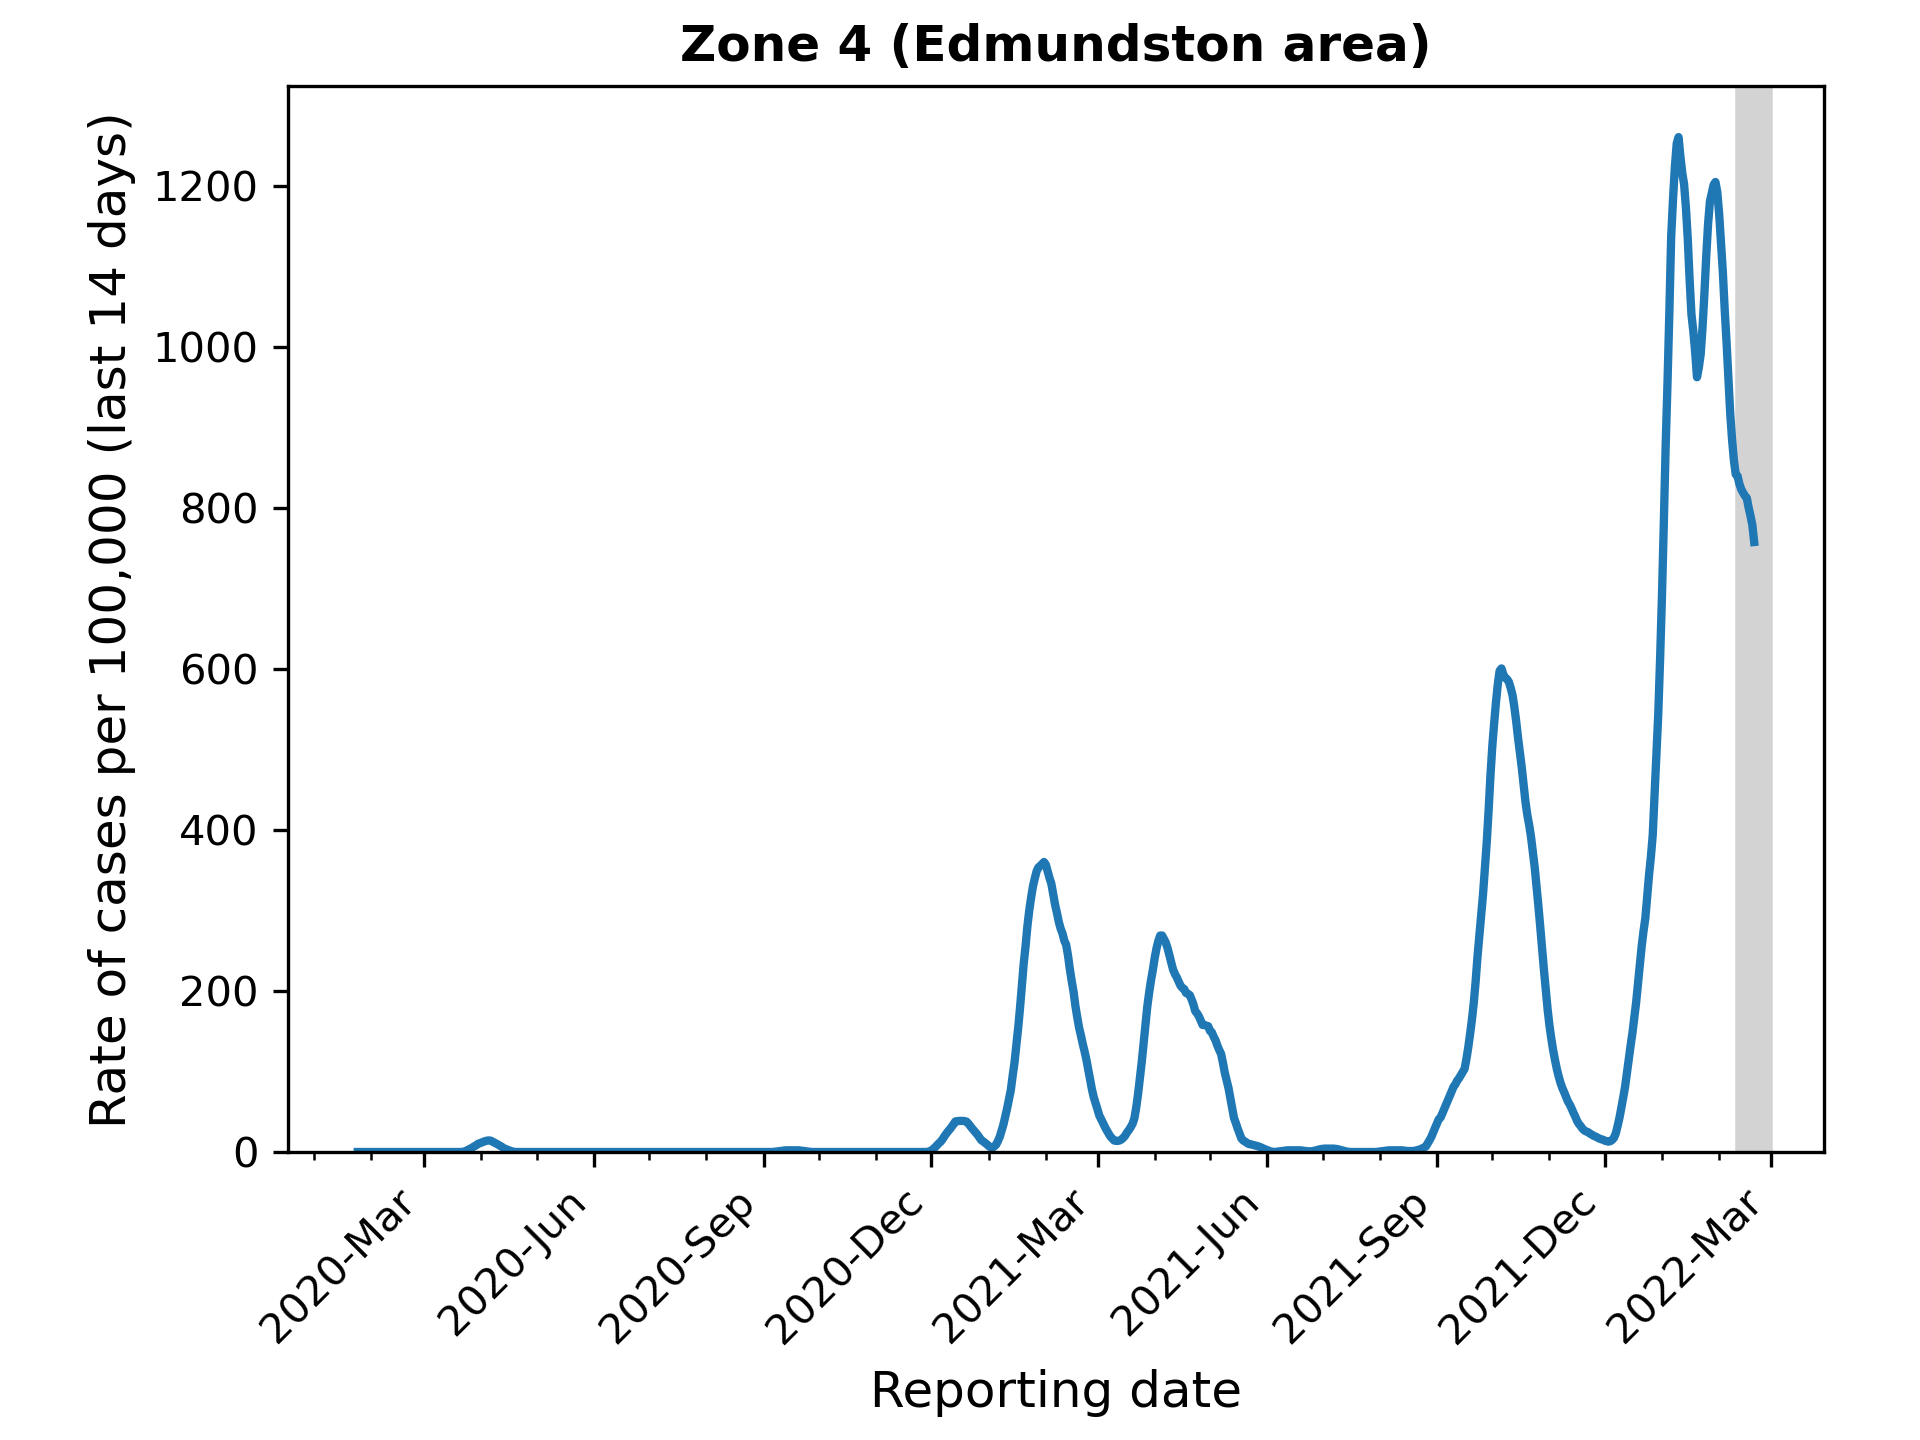 Zone 4 (Edmundston area)
Rate of cases per 100,000 (last 14 days)
1200
1000
800
600
400
200
0
2020-Mar
2020-Jun
2020-Sep
2020-Dec
2021-Mar
2021-Jun
2021-Sep
2021-Dec
2022-Mar
Reporting date